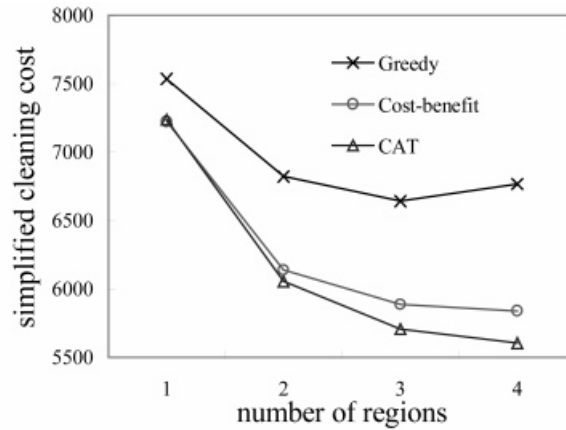 8000
7500
7000
6500
6000
5500
simplified cleaning cost
Greedy
Cost-benefit
CAT
1 2 3 4
number of regions